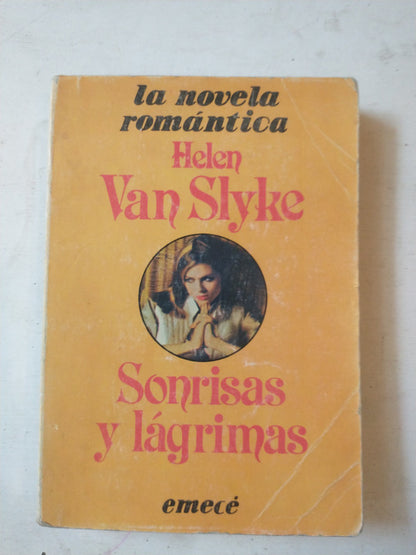 la novela
romántica
Helen
Van Slyke
Sonrisas
y lágrimas
emecé